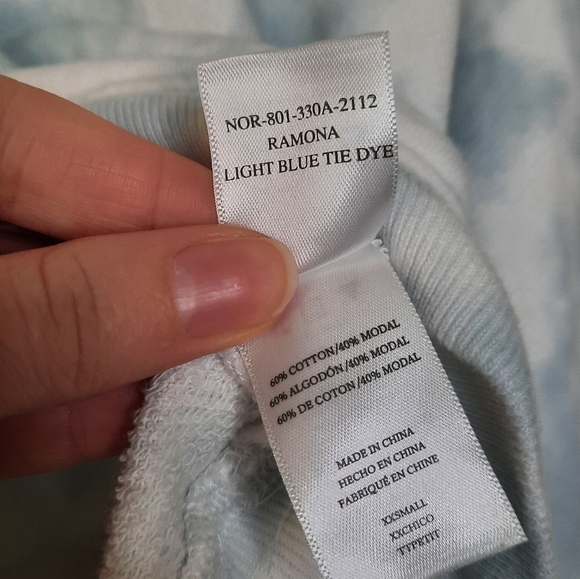 NOR-801-330A-2112
RAMONA
LIGHT BLUE TIE DYE
60% COTTON/40% MODAL
60% ALGODÓN/40% MODAL
60% DE COTON/40% MODAL
MADE IN CHINA
HECHO EN CHINA
FABRIQUÉ EN CHINE
XXSMALL
XXCHICO
TTPETIT